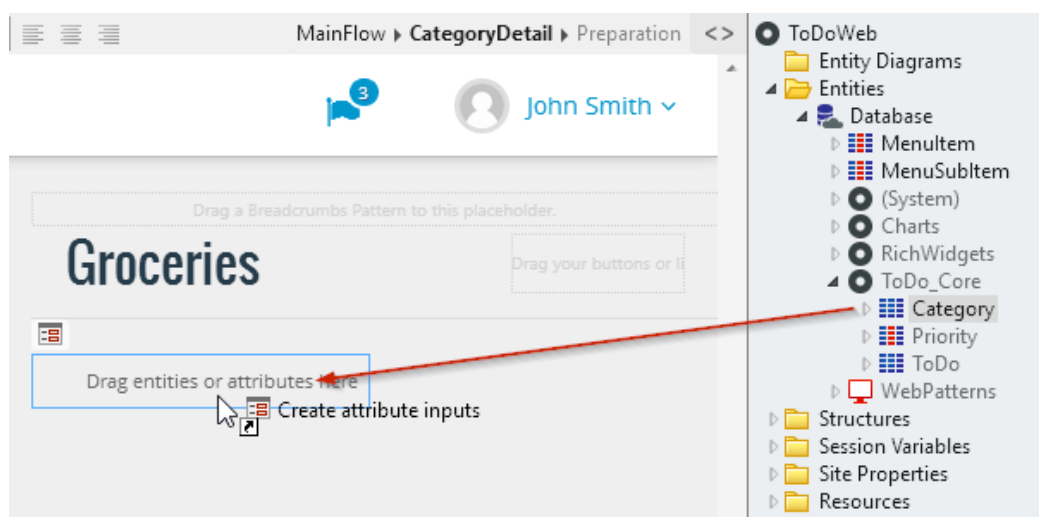 MainFlow ▸ CategoryDetail ▸ Preparation <>
3
John Smith
Drag a Breadcrumbs Pattern to this placeholder.
Groceries
Drag your buttons or li
Drag entities or attributes here
Create attribute inputs
ToDoWeb
Entity Diagrams
Entities
Database
MenuItem
MenuSubItem
(System)
Charts
RichWidgets
ToDo_Core
Category
Priority
ToDo
WebPatterns
Structures
Session Variables
Site Properties
Resources